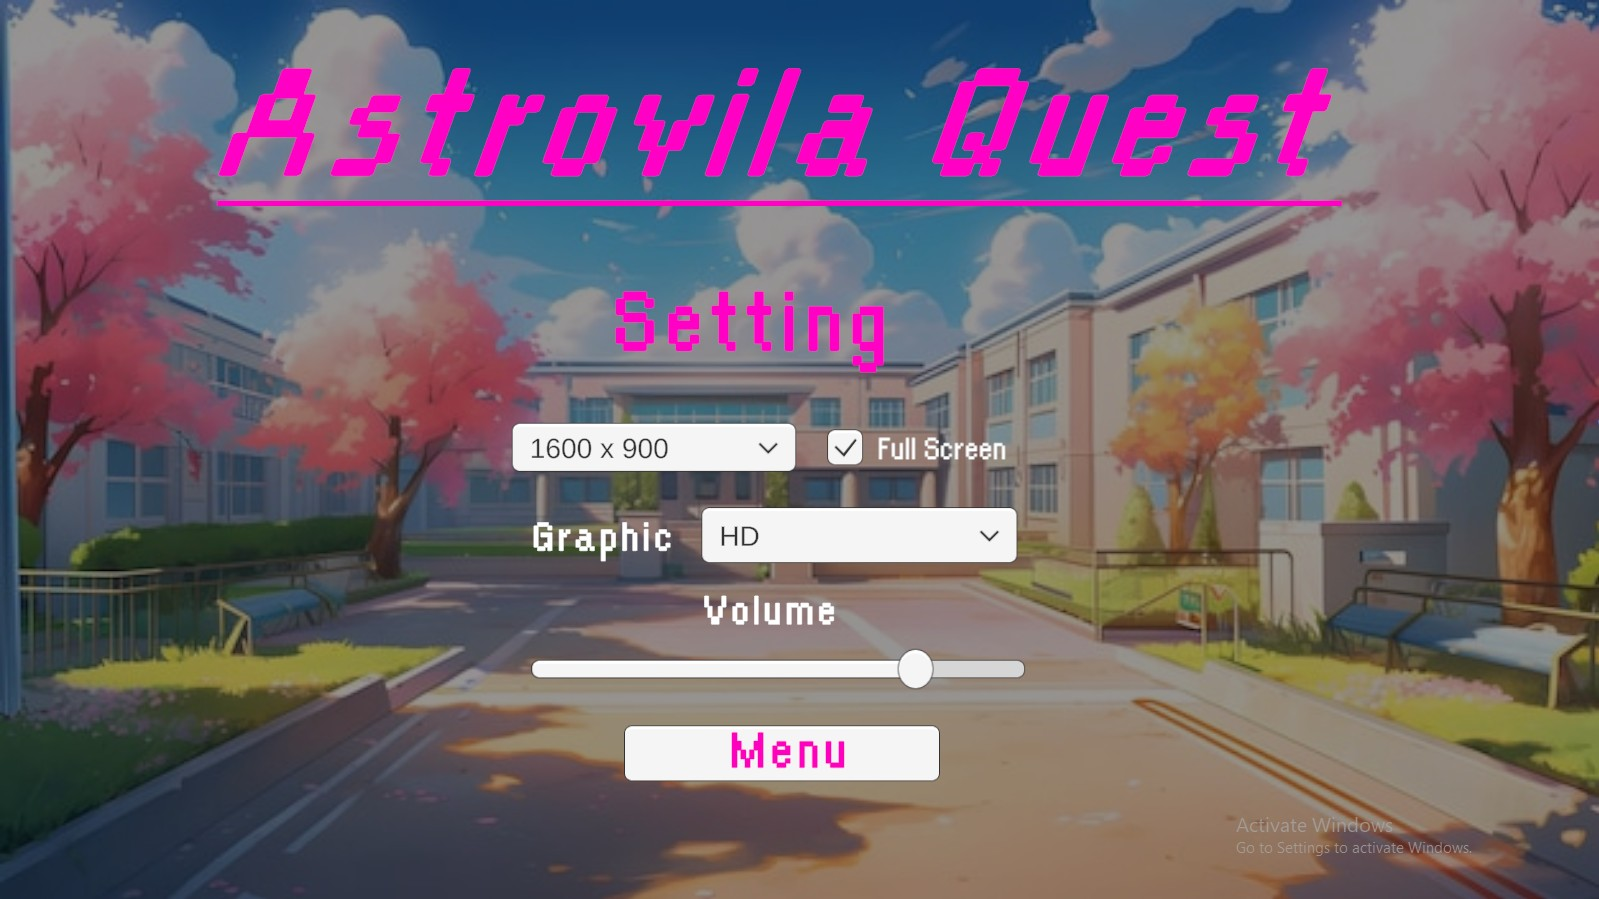 Astrovila Quest
Setting
1600 x 900
Full Screen
Graphic
HD
Volume
Menu
Activate Windows
Go to Settings to activate Windows.